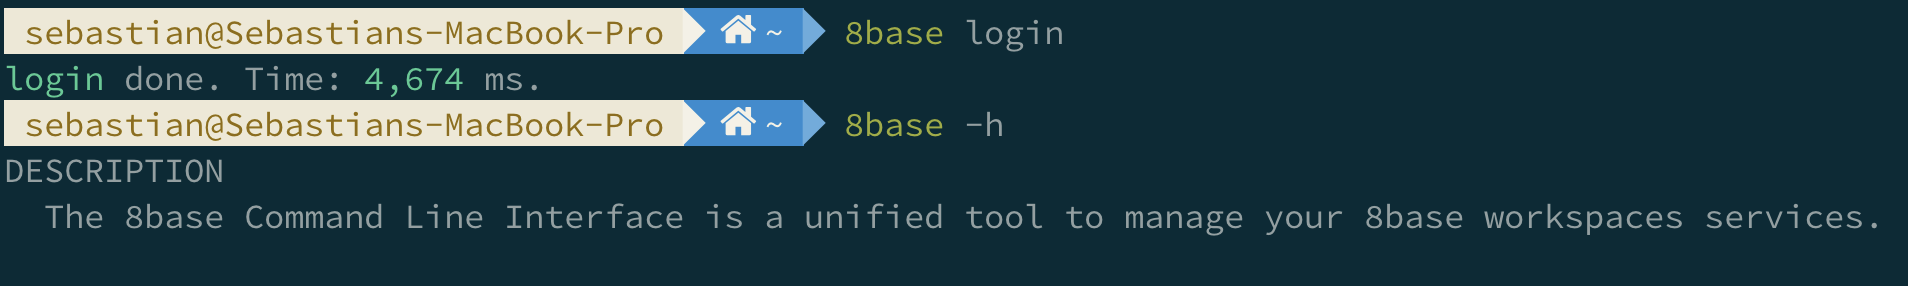 sebastian@Sebastians-MacBook-Pro ~ 8base login
login done. Time: 4,674 ms.
sebastian@Sebastians-MacBook-Pro ~ 8base -h
DESCRIPTION
The 8base Command Line Interface is a unified tool to manage your 8base workspaces services.